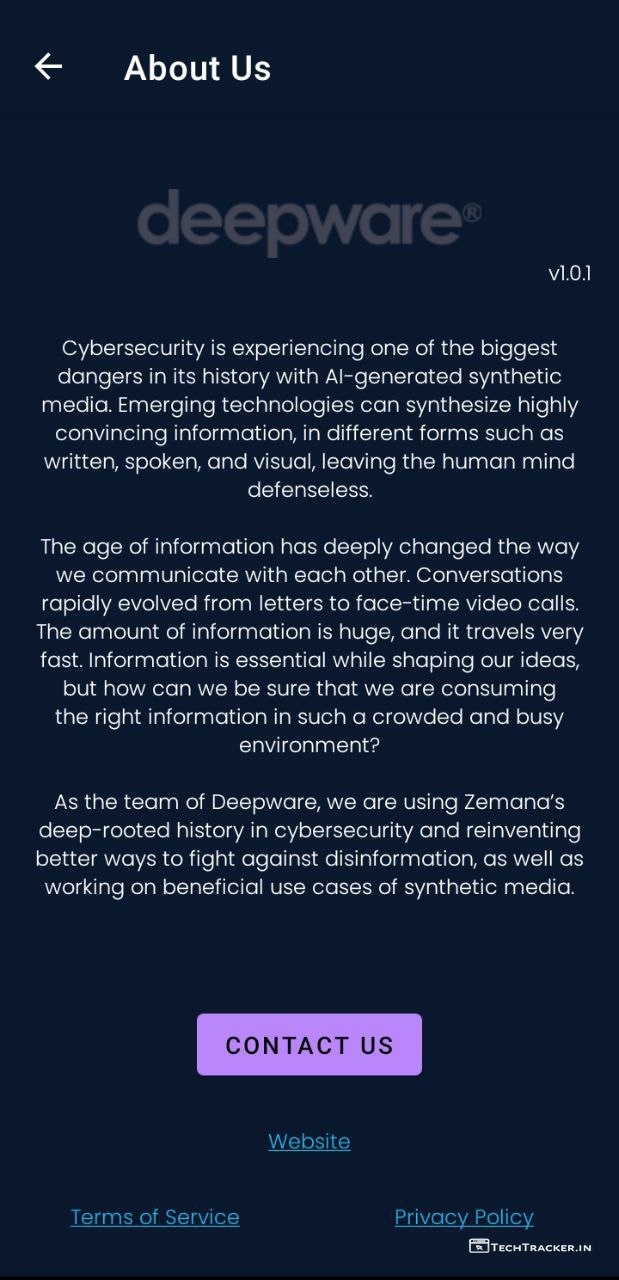 About Us
deepware®
v1.0.1
Cybersecurity is experiencing one of the biggest
dangers in its history with AI-generated synthetic
media. Emerging technologies can synthesize highly
convincing information, in different forms such as
written, spoken, and visual, leaving the human mind
defenseless.
The age of information has deeply changed the way
we communicate with each other. Conversations
rapidly evolved from letters to face-time video calls.
The amount of information is huge, and it travels very
fast. Information is essential while shaping our ideas,
but how can we be sure that we are consuming
the right information in such a crowded and busy
environment?
As the team of Deepware, we are using Zemana’s
deep-rooted history in cybersecurity and reinventing
better ways to fight against disinformation, as well as
working on beneficial use cases of synthetic media.
CONTACT US
Website
Terms of Service Privacy Policy
TECHTRACKER.IN